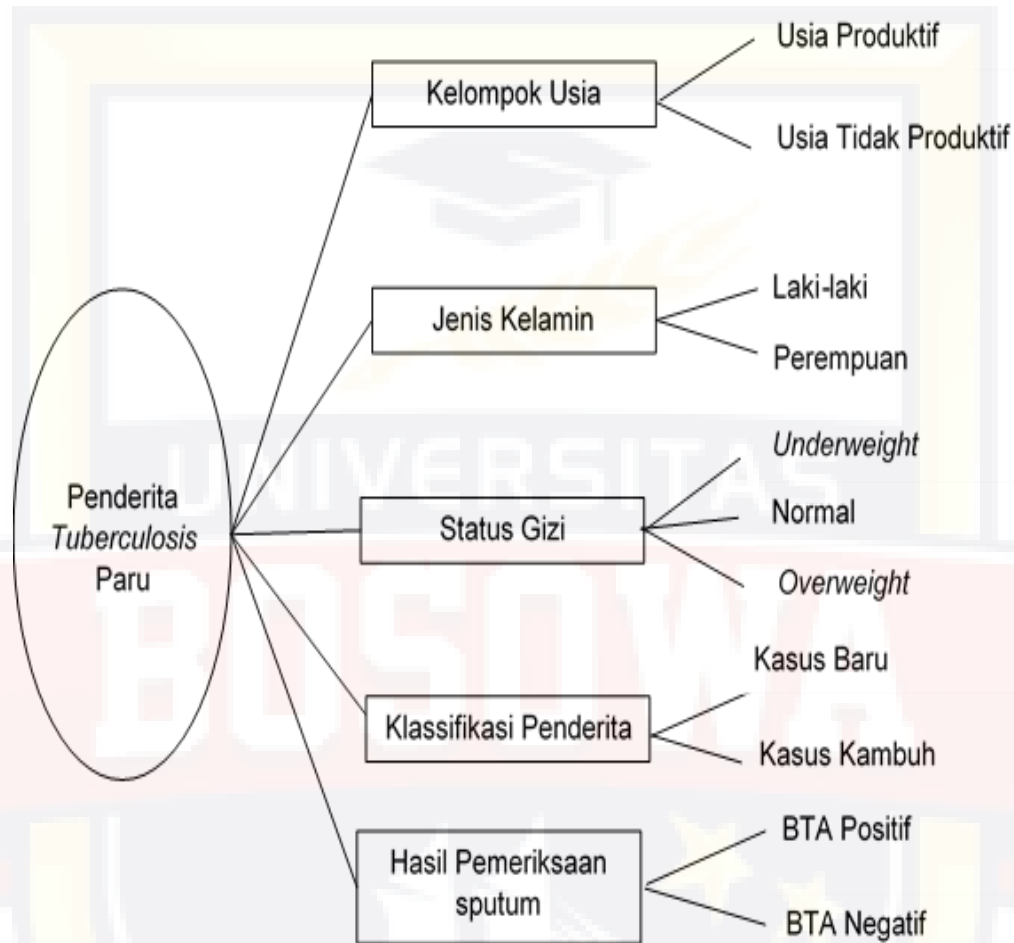 Penderita
Tuberculosis
Paru
Kelompok Usia
Usia Produktif
Usia Tidak Produktif
Jenis Kelamin
Laki-laki
Perempuan
Status Gizi
Underweight
Normal
Overweight
Klassifikasi Penderita
Kasus Baru
Kasus Kambuh
Hasil Pemeriksaan
sputum
BTA Positif
BTA Negatif
UNIVERSITAS
BOSOWA